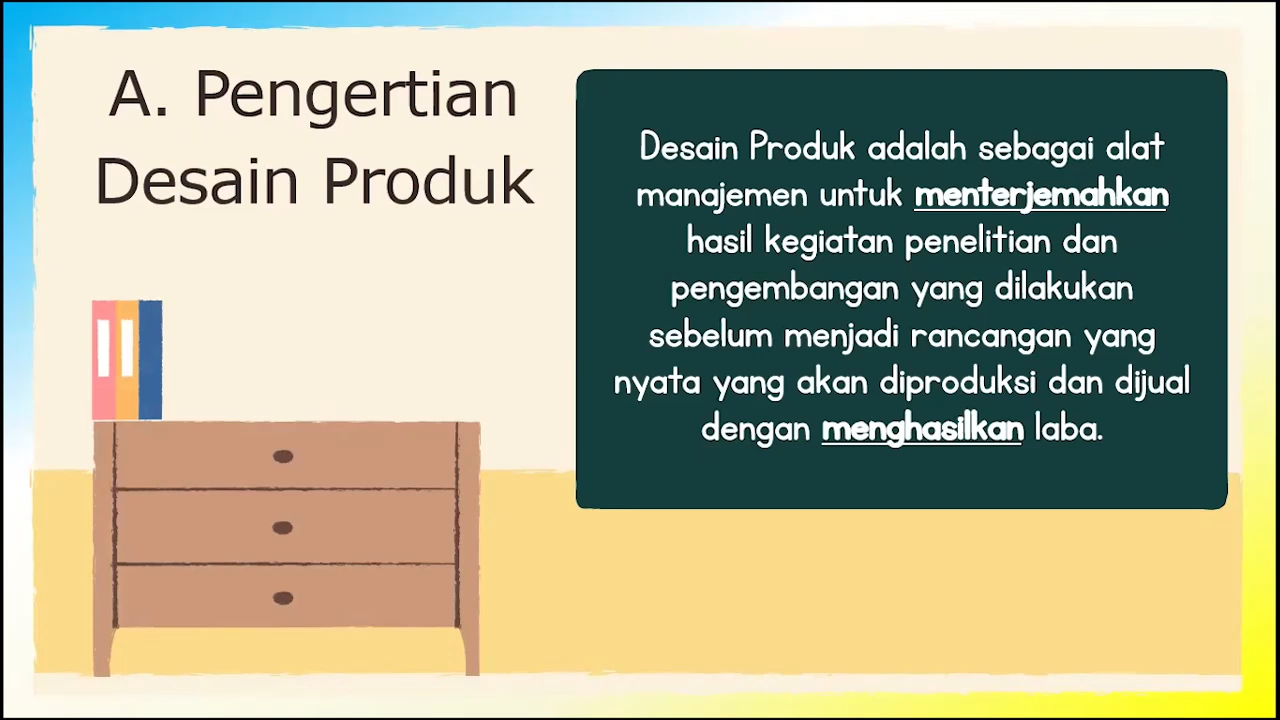 A. Pengertian
Desain Produk
Desain Produk adalah sebagai alat
manajemen untuk menterjemahkan
hasil kegiatan penelitian dan
pengembangan yang dilakukan
sebelum menjadi rancangan yang
nyata yang akan diproduksi dan dijual
dengan menghasilkan laba.